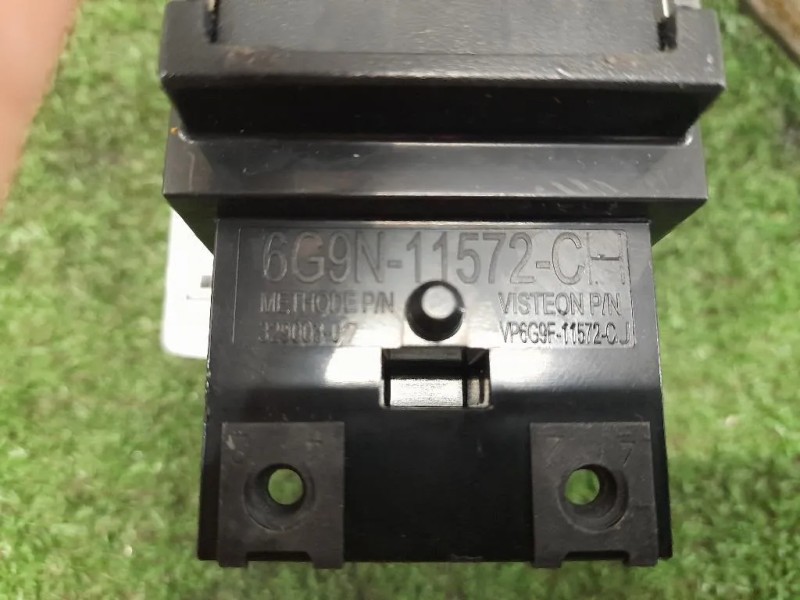 6G9N-11572-CH
METHODE P/N VISTEON P/N
VP6G9F-11572-CJ